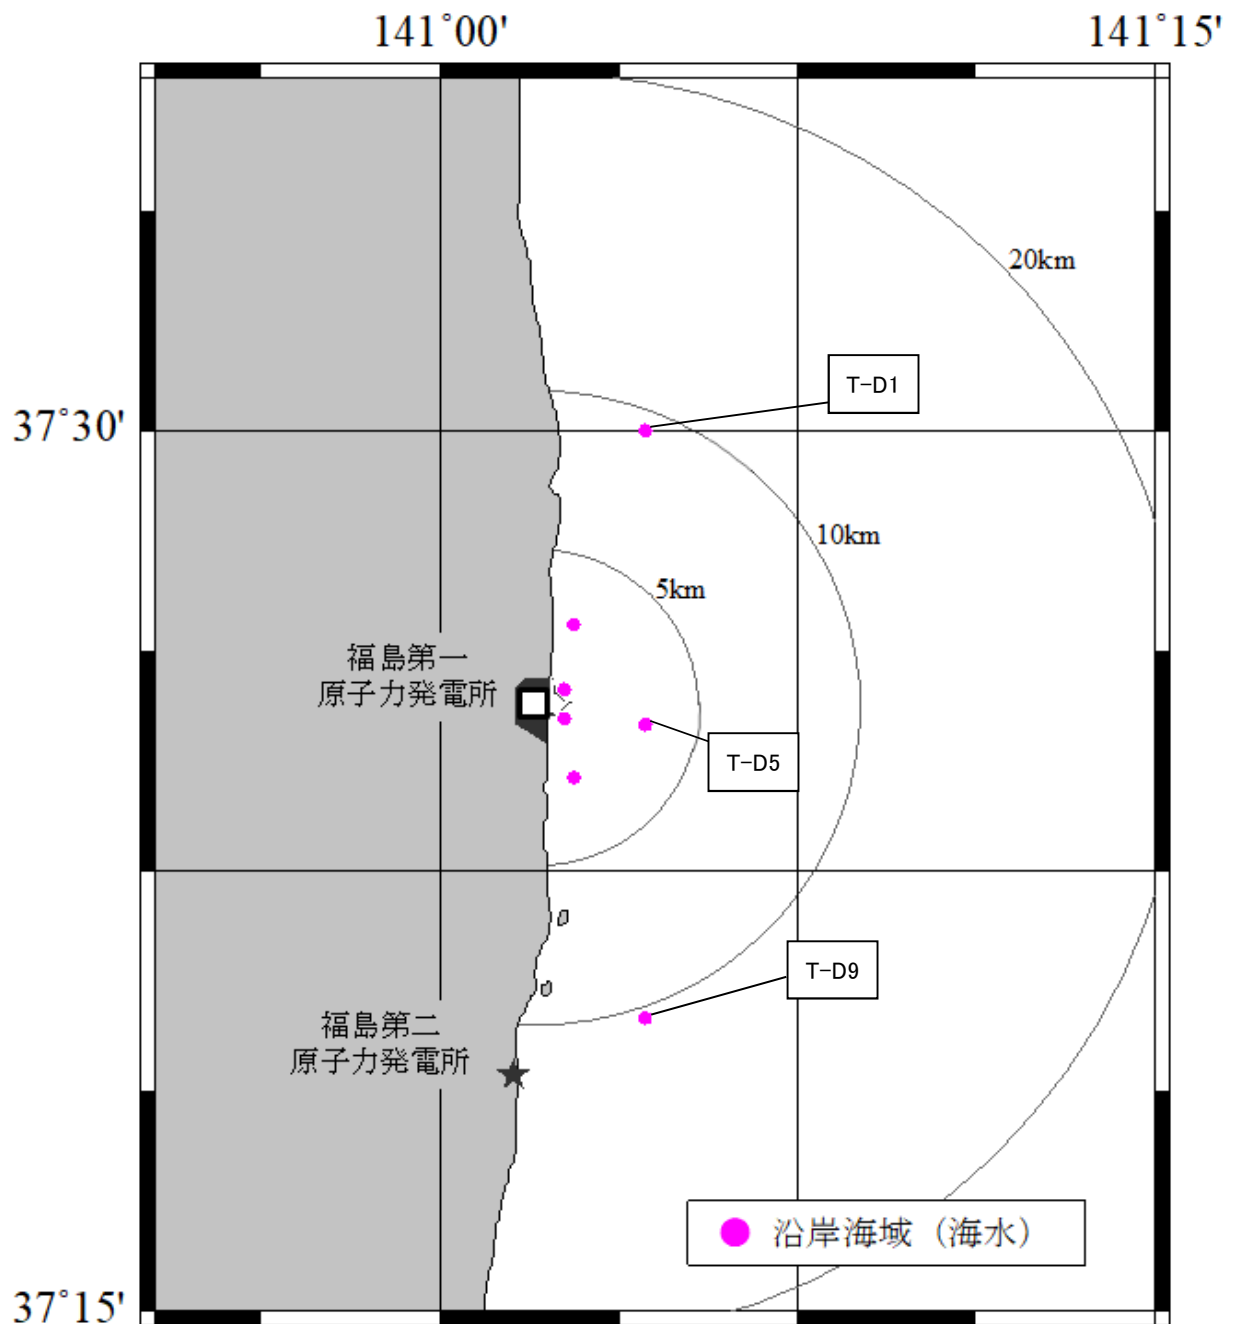 141°00'
141°15'
20km
T-D1
37°30'
10km
5km
福島第一
原子力発電所
T-D5
T-D9
福島第二
原子力発電所
沿岸海域（海水）
37°15'